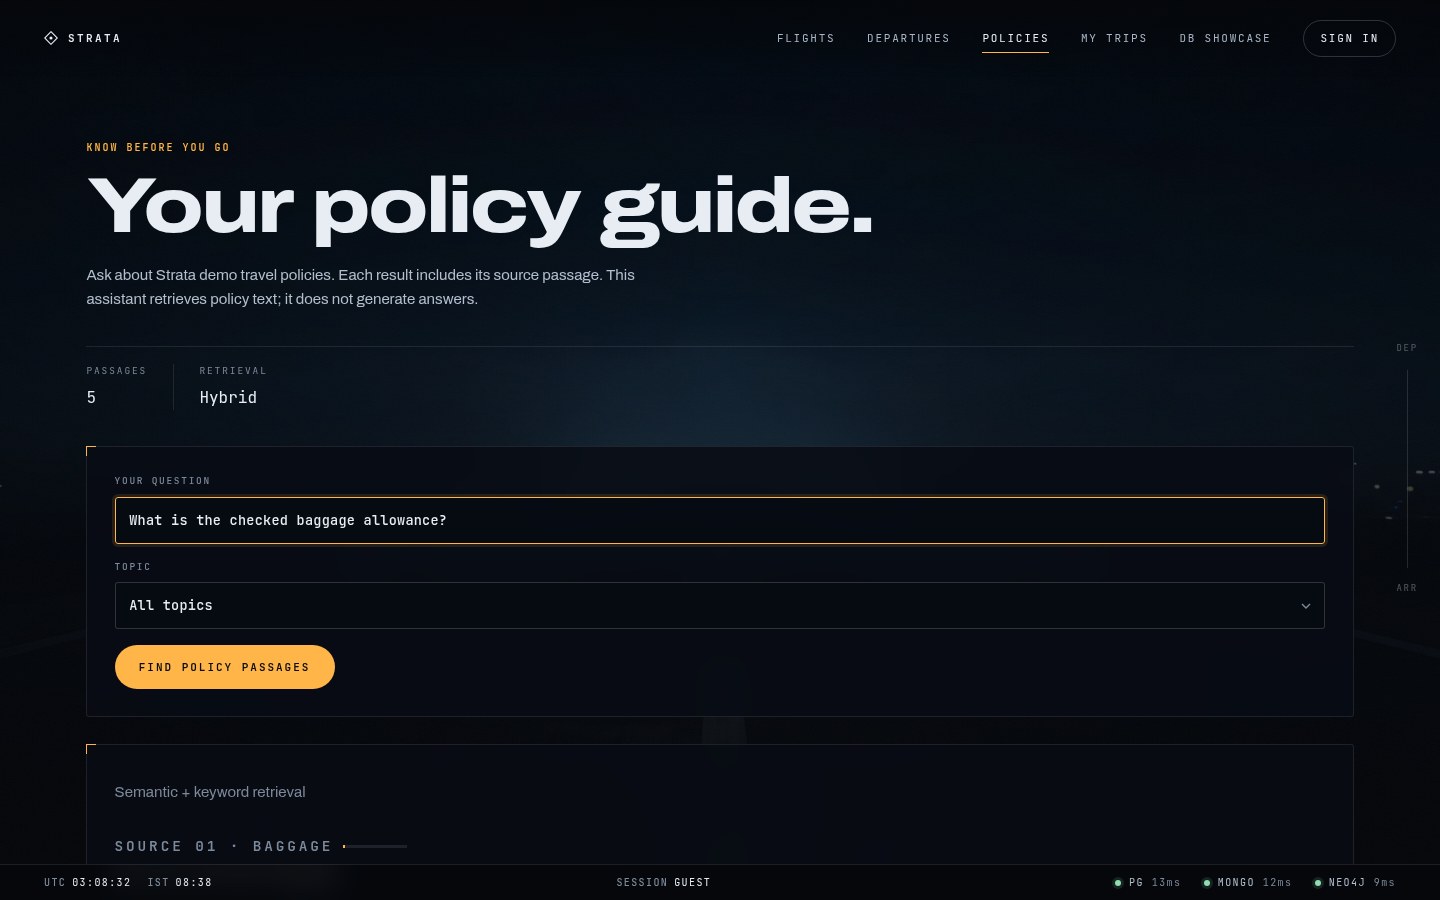 STRATA
FLIGHTS
DEPARTURES
POLICIES
MY TRIPS
DB SHOWCASE
SIGN IN
KNOW BEFORE YOU GO
Your policy guide.
Ask about Strata demo travel policies. Each result includes its source passage. This
assistant retrieves policy text; it does not generate answers.
DEP
PASSAGES
5
RETRIEVAL
Hybrid
YOUR QUESTION
What is the checked baggage allowance?
TOPIC
All topics
ARR
FIND POLICY PASSAGES
Semantic + keyword retrieval
SOURCE 01 · BAGGAGE
UTC 03:08:32 IST 08:38
SESSION GUEST
PG 13ms MONGO 12ms NEO4J 9ms